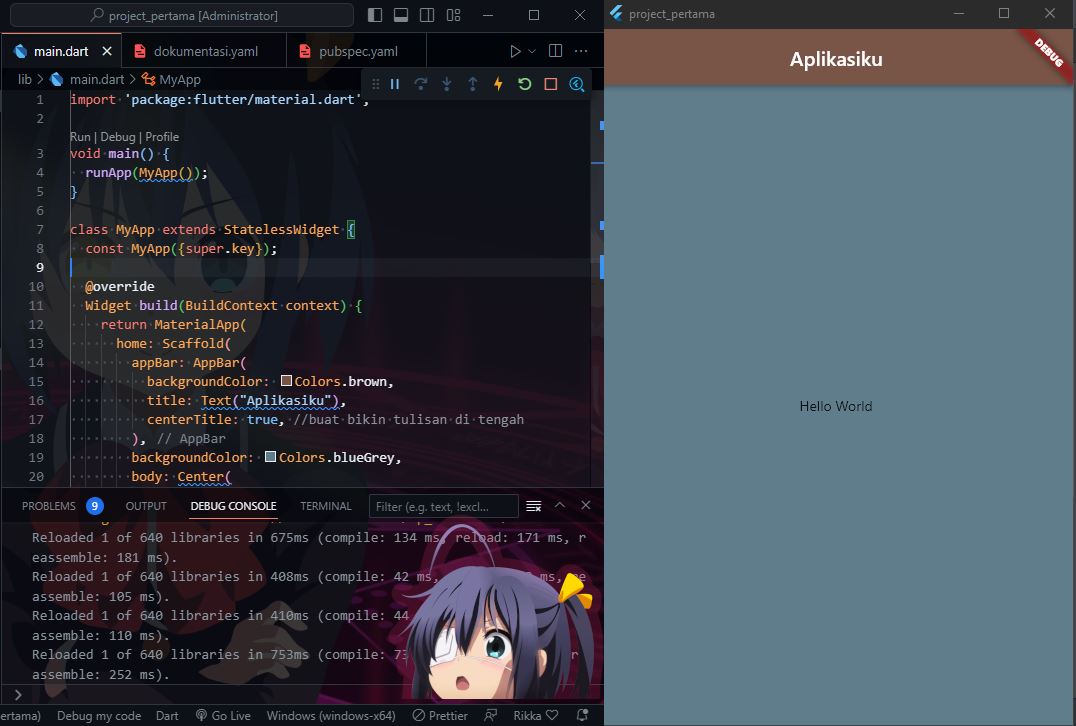 project_pertama [Administrator]
main.dart
dokumentasi.yaml
pubspec.yaml
lib > main.dart > MyApp
1 import 'package:flutter/material.dart';
2
Run | Debug | Profile
3 void main() {
4 runApp(MyApp());
5 }
6
7 class MyApp extends StatelessWidget {
8 const MyApp({super.key});
9
10 @override
11 Widget build(BuildContext context) {
12 return MaterialApp(
13 home: Scaffold(
14 appBar: AppBar(
15 backgroundColor: Colors.brown,
16 title: Text("Aplikasiku"),
17 centerTitle: true, //buat bikin tulisan di tengah
18 ), // AppBar
19 backgroundColor: Colors.blueGrey,
20 body: Center(
PROBLEMS 9 OUTPUT DEBUG CONSOLE TERMINAL Filter (e.g. text, !excl...
Reloaded 1 of 640 libraries in 675ms (compile: 134 ms, reload: 171 ms, r
eassemble: 181 ms).
Reloaded 1 of 640 libraries in 408ms (compile: 42 ms, ms, re
assemble: 105 ms).
Reloaded 1 of 640 libraries in 410ms (compile: 44
assemble: 110 ms).
Reloaded 1 of 640 libraries in 753ms (compile: 73 r
assemble: 252 ms).
>
ertama) Debug my code Dart Go Live Windows (windows-x64) Prettier Rikka
project_pertama
Aplikasiku
DEBUG
Hello World